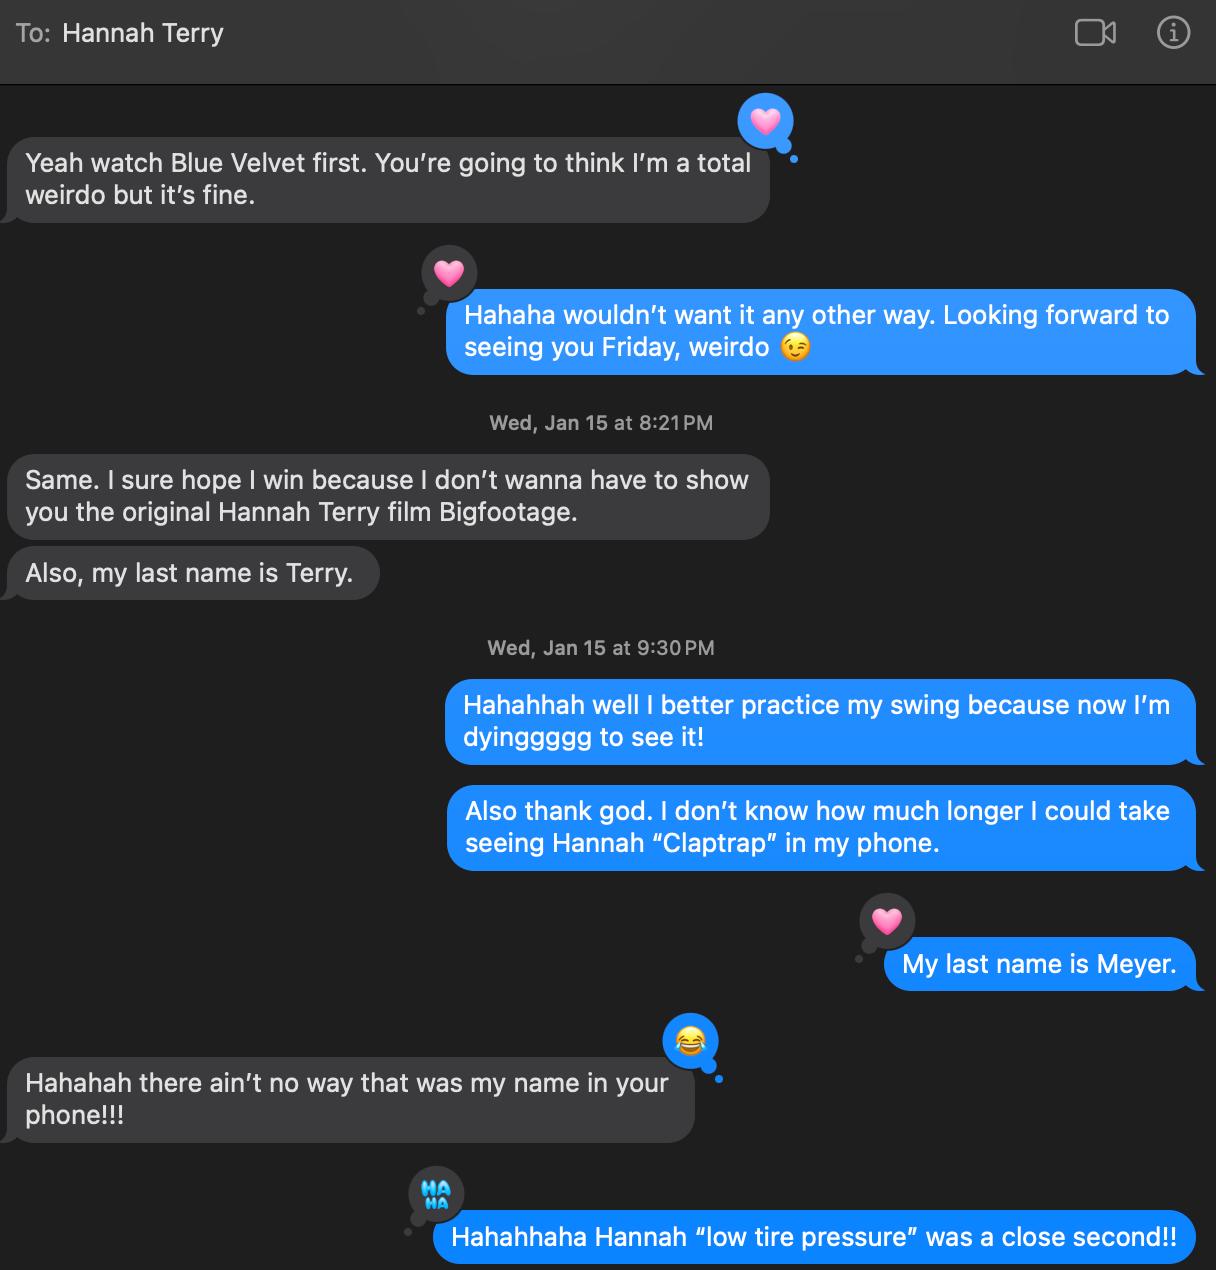 To: Hannah Terry
Yeah watch Blue Velvet first. You’re going to think I’m a total
weirdo but it’s fine.
Hahaha wouldn’t want it any other way. Looking forward to
seeing you Friday, weirdo 😉
Wed, Jan 15 at 8:21 PM
Same. I sure hope I win because I don’t wanna have to show
you the original Hannah Terry film Bigfootage.
Also, my last name is Terry.
Wed, Jan 15 at 9:30 PM
Hahahhah well I better practice my swing because now I’m
dyinggggg to see it!
Also thank god. I don’t know how much longer I could take
seeing Hannah “Claptrap” in my phone.
My last name is Meyer.
Hahahah there ain’t no way that was my name in your
phone!!!
HA
HA
Hahahhaha Hannah “low tire pressure” was a close second!!